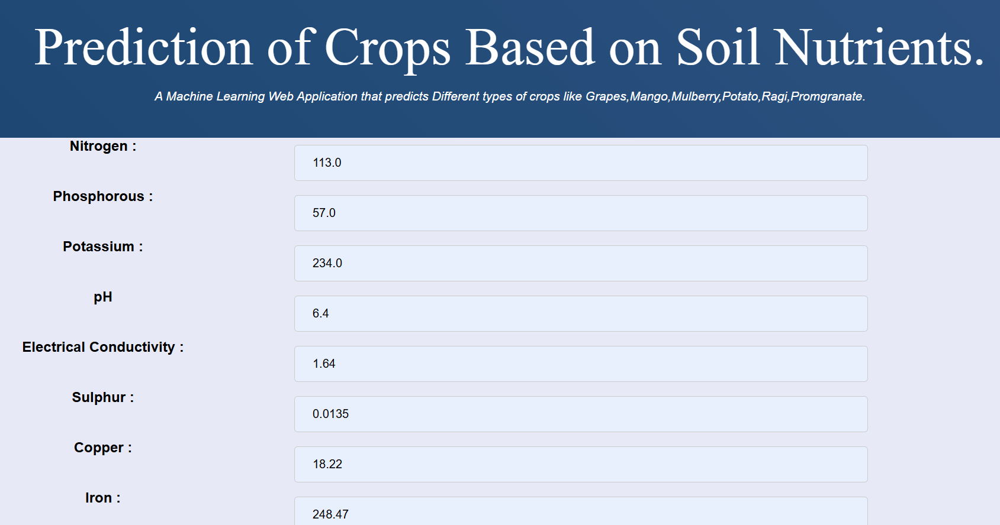 Prediction of Crops Based on Soil Nutrients.
A Machine Learning Web Application that predicts Different types of crops like Grapes,Mango,Mulberry,Potato,Ragi,Promgranate.
Nitrogen :
113.0
Phosphorous :
57.0
Potassium :
234.0
pH
6.4
Electrical Conductivity :
1.64
Sulphur :
0.0135
Copper :
18.22
Iron :
248.47